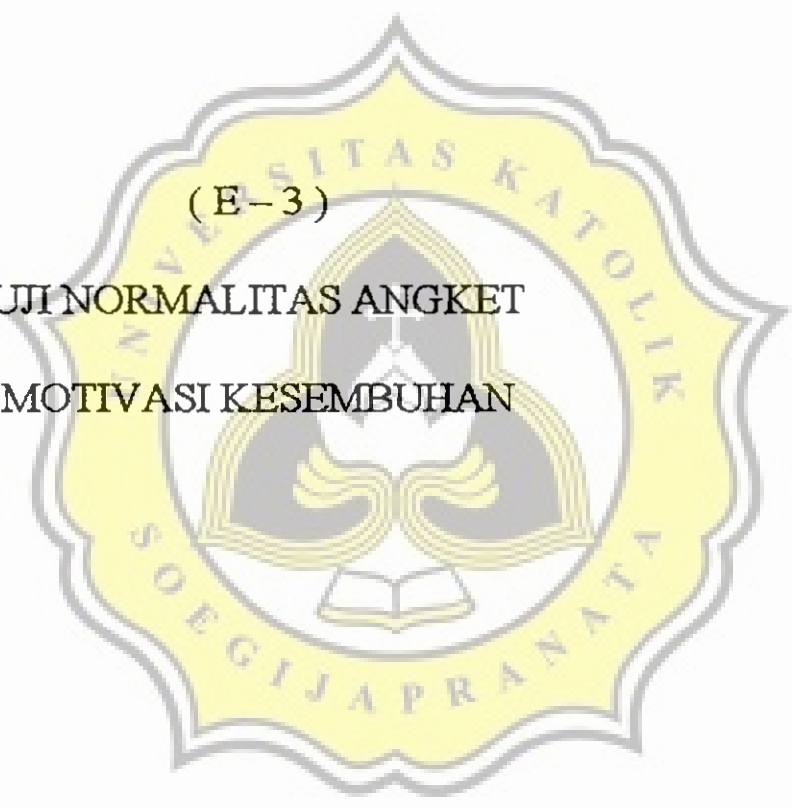 ( E – 3 )
UJI NORMALITAS ANGKET
MOTIVASI KESEMBUHAN
UNIVERSITAS KATOLIK
SOEGIJAPRANATA